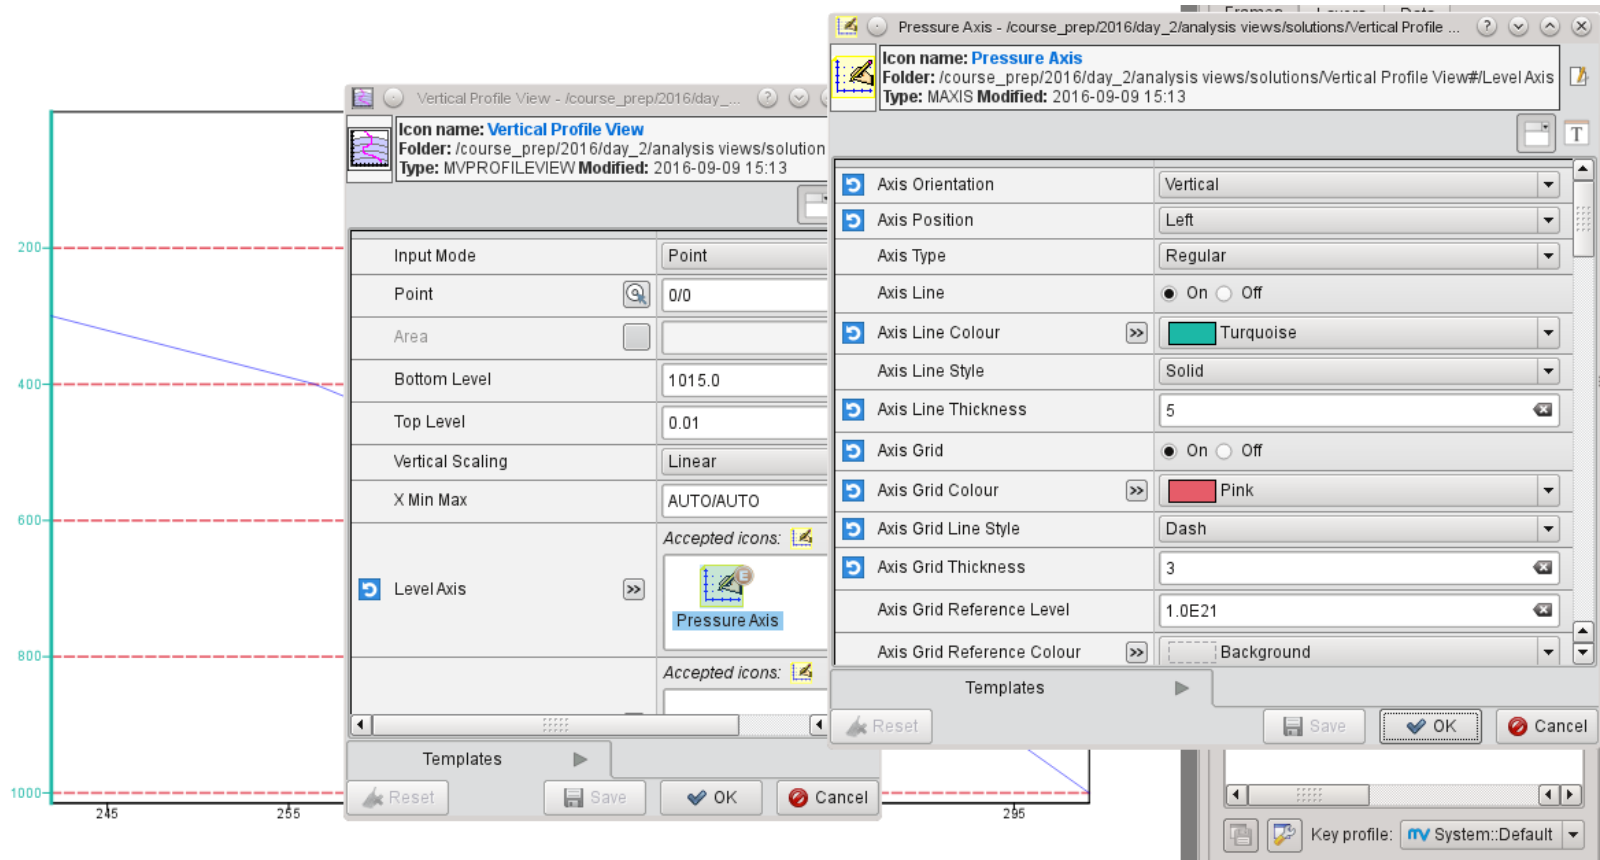 200
400
600
800
1000
245
255
295
Vertical Profile View - /course_prep/2016/day_...
Icon name: Vertical Profile View
Folder: /course_prep/2016/day_2/analysis views/solution
Type: MVPROFILEVIEW Modified: 2016-09-09 15:13
Input Mode
Point
Point
0/0
Area
Bottom Level
1015.0
Top Level
0.01
Vertical Scaling
Linear
X Min Max
AUTO/AUTO
Accepted icons:
Level Axis
E
Pressure Axis
Accepted icons:
Templates
Reset
Save
OK
Cancel
Pressure Axis - /course_prep/2016/day_2/analysis views/solutions/Vertical Profile ...
Icon name: Pressure Axis
Folder: /course_prep/2016/day_2/analysis views/solutions/Vertical Profile View#/Level Axis
Type: MAXIS Modified: 2016-09-09 15:13
T
Axis Orientation
Vertical
Axis Position
Left
Axis Type
Regular
Axis Line
On
Off
Axis Line Colour
Turquoise
Axis Line Style
Solid
Axis Line Thickness
5
Axis Grid
On
Off
Axis Grid Colour
Pink
Axis Grid Line Style
Dash
Axis Grid Thickness
3
Axis Grid Reference Level
1.0E21
Axis Grid Reference Colour
Background
Templates
Reset
Save
OK
Cancel
Key profile:
System::Default